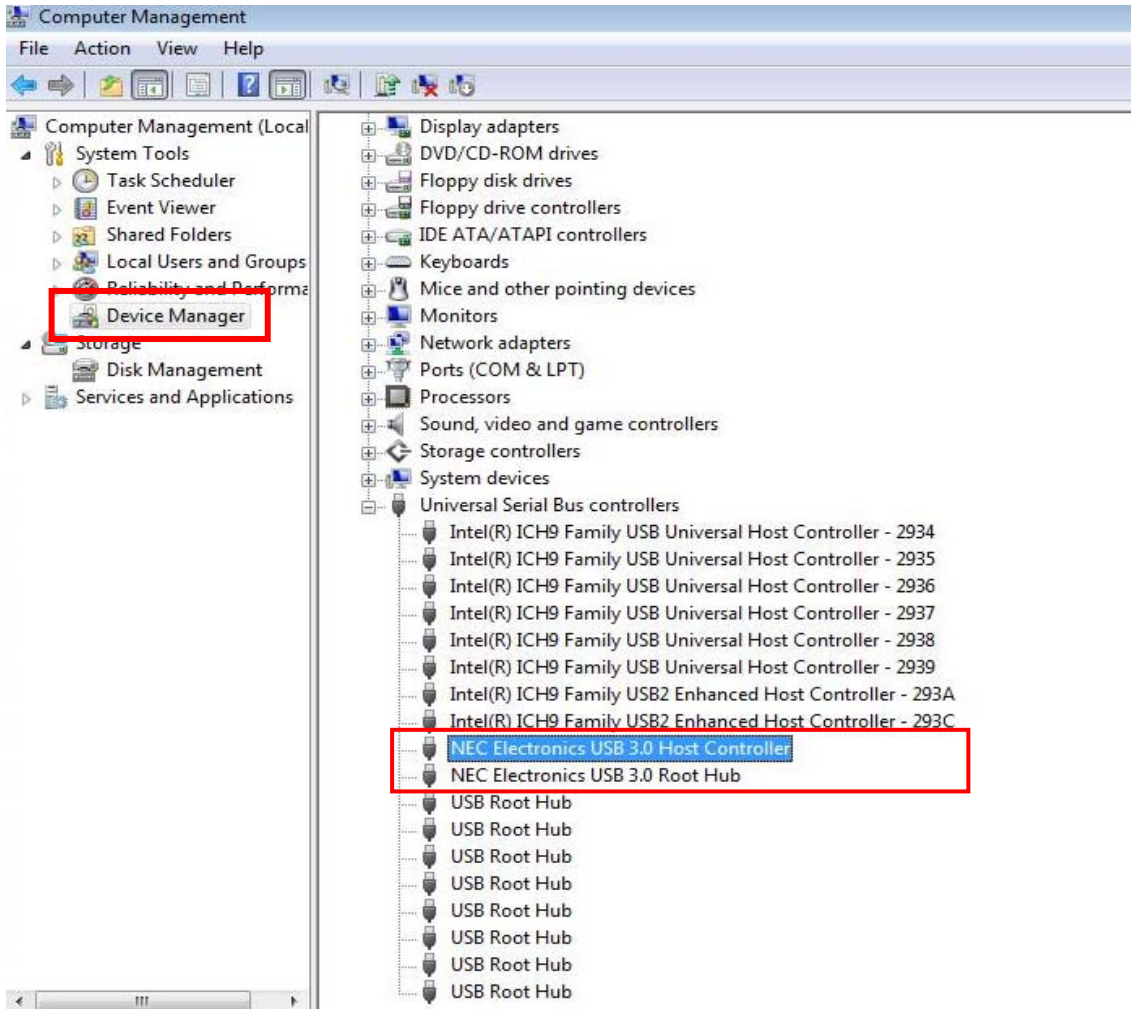 Computer Management
File Action View Help
Computer Management (Local
System Tools
Task Scheduler
Event Viewer
Shared Folders
Local Users and Groups
Reliability and Performa
Device Manager
Storage
Disk Management
Services and Applications
Display adapters
DVD/CD-ROM drives
Floppy disk drives
Floppy drive controllers
IDE ATA/ATAPI controllers
Keyboards
Mice and other pointing devices
Monitors
Network adapters
Ports (COM & LPT)
Processors
Sound, video and game controllers
Storage controllers
System devices
Universal Serial Bus controllers
Intel(R) ICH9 Family USB Universal Host Controller - 2934
Intel(R) ICH9 Family USB Universal Host Controller - 2935
Intel(R) ICH9 Family USB Universal Host Controller - 2936
Intel(R) ICH9 Family USB Universal Host Controller - 2937
Intel(R) ICH9 Family USB Universal Host Controller - 2938
Intel(R) ICH9 Family USB Universal Host Controller - 2939
Intel(R) ICH9 Family USB2 Enhanced Host Controller - 293A
Intel(R) ICH9 Family USB2 Enhanced Host Controller - 293C
NEC Electronics USB 3.0 Host Controller
NEC Electronics USB 3.0 Root Hub
USB Root Hub
USB Root Hub
USB Root Hub
USB Root Hub
USB Root Hub
USB Root Hub
USB Root Hub
USB Root Hub